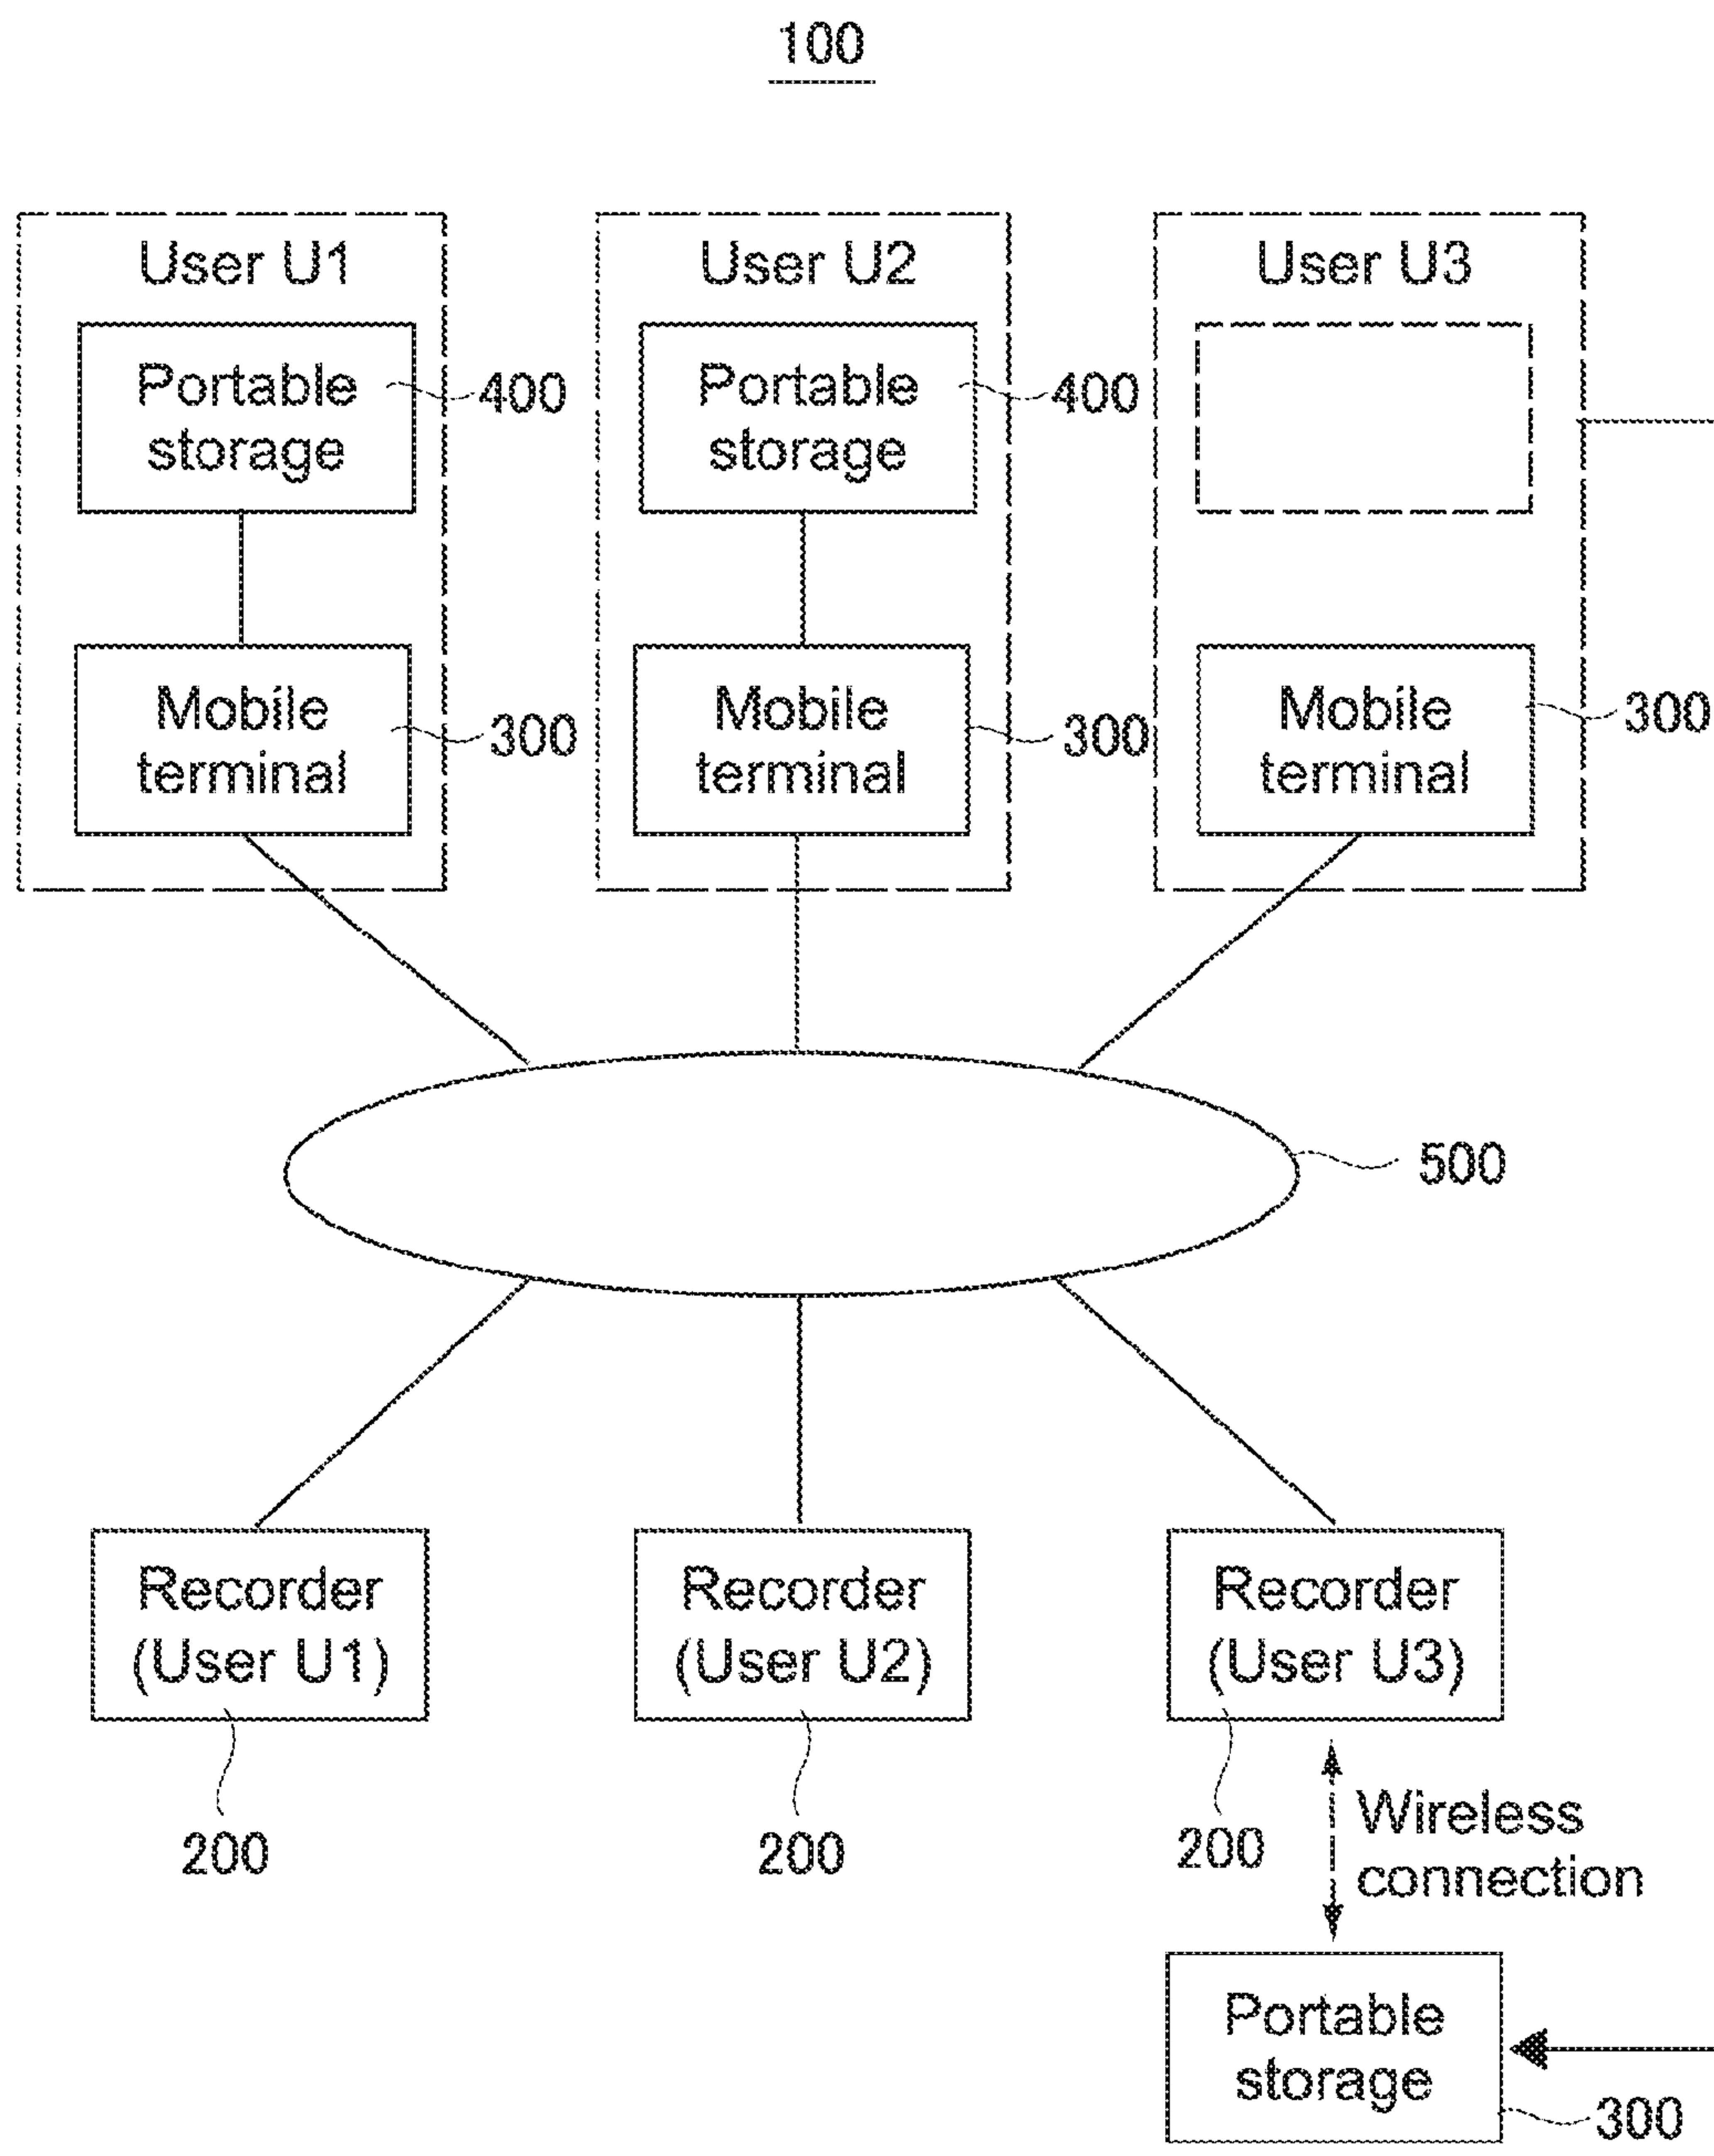 100
User U1
User U2
User U3
Portable
storage
400
Portable
storage
400
Mobile
terminal
300
Mobile
terminal
300
Mobile
terminal
300
500
Recorder
(User U1)
200
Recorder
(User U2)
200
Recorder
(User U3)
200
Wireless
connection
Portable
storage
300